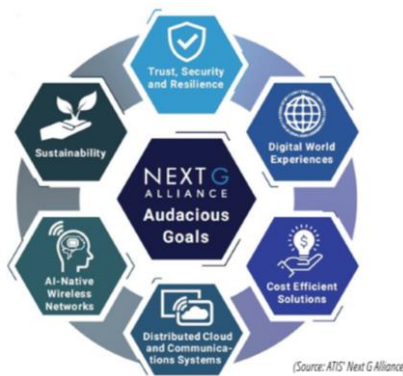 Trust, Security
and Resilience
Digital World
Experiences
Cost Efficient
Solutions
Distributed Cloud
and Communica-
tions Systems
AI-Native
Wireless
Networks
Sustainability
NEXT G
ALLIANCE
Audacious
Goals
(Source: ATIS' Next G Alliance